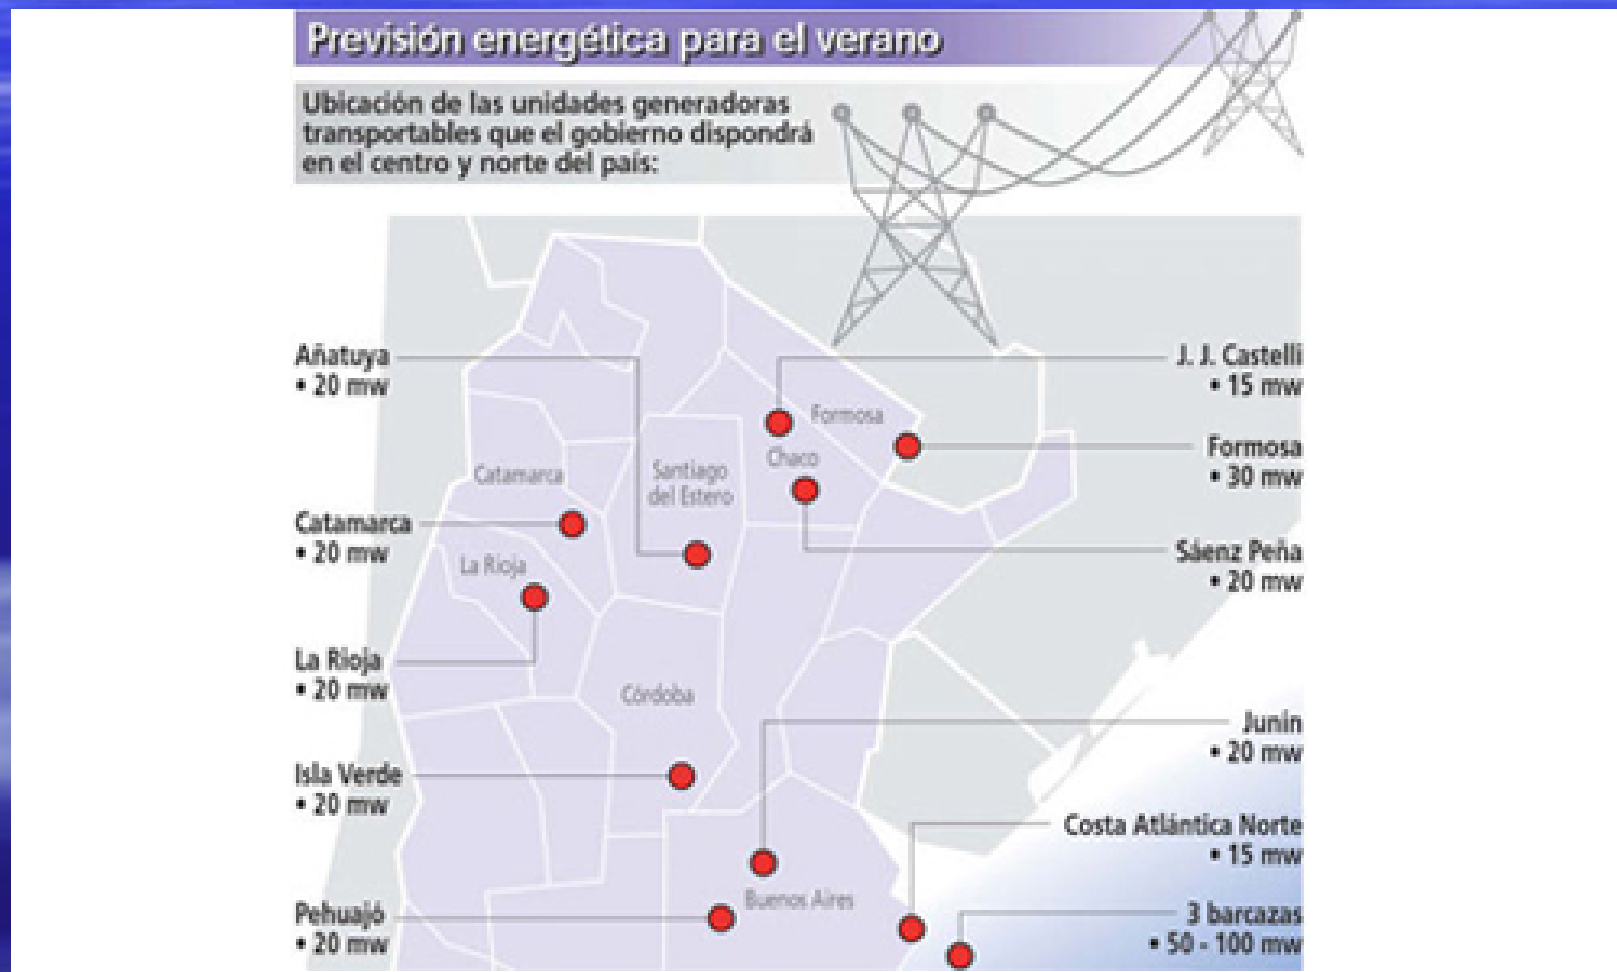 Previsión energética para el verano
Ubicación de las unidades generadoras
transportables que el gobierno dispondrá
en el centro y norte del país:
Añatuya
• 20 mw
J. J. Castelli
• 15 mw
Formosa
Formosa
• 30 mw
Chaco
Catamarca
Santiago
del Estero
Catamarca
• 20 mw
Sáenz Peña
• 20 mw
La Rioja
La Rioja
• 20 mw
Córdoba
Junin
• 20 mw
Isla Verde
• 20 mw
Costa Atlántica Norte
• 15 mw
Buenos Aires
Pehuajó
• 20 mw
3 barcazas
• 50 - 100 mw